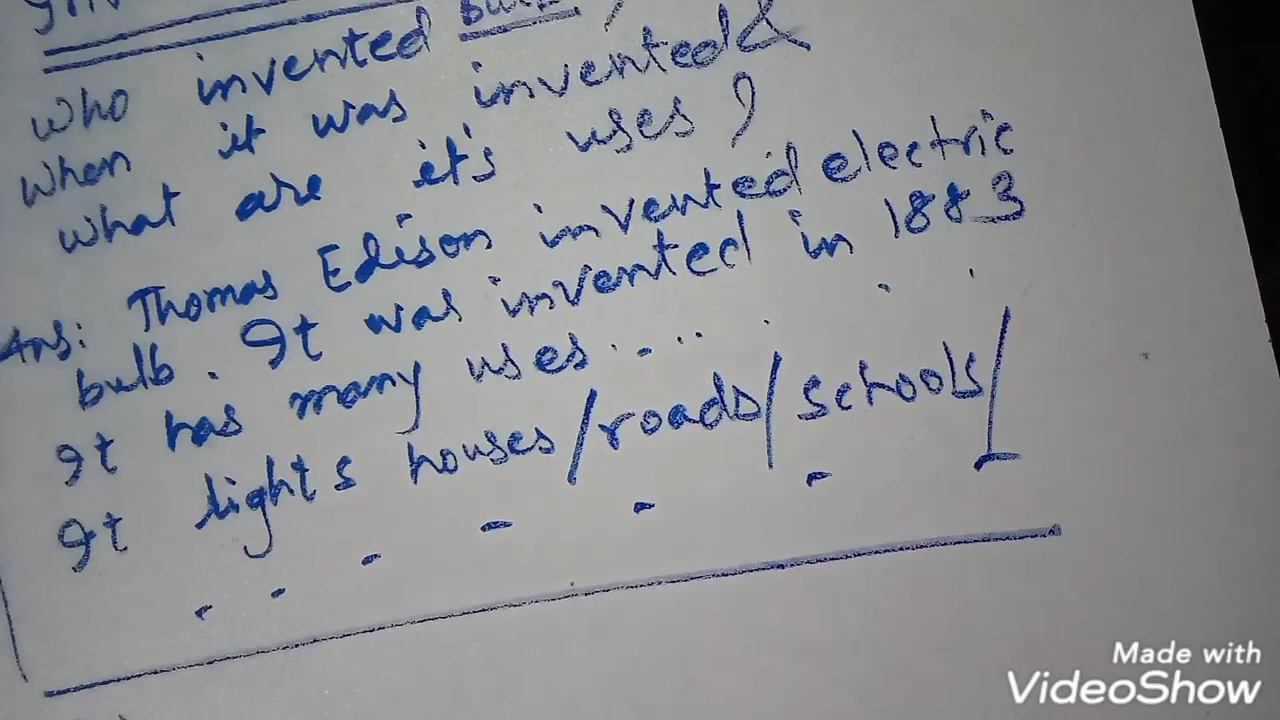 who invented
when it was invented &
what are it's uses?
Ans: Thomas Edison invented electric
bulb. It was invented in 1883
It has many uses....
It lights houses/roads/schools/
Made with
VideoShow